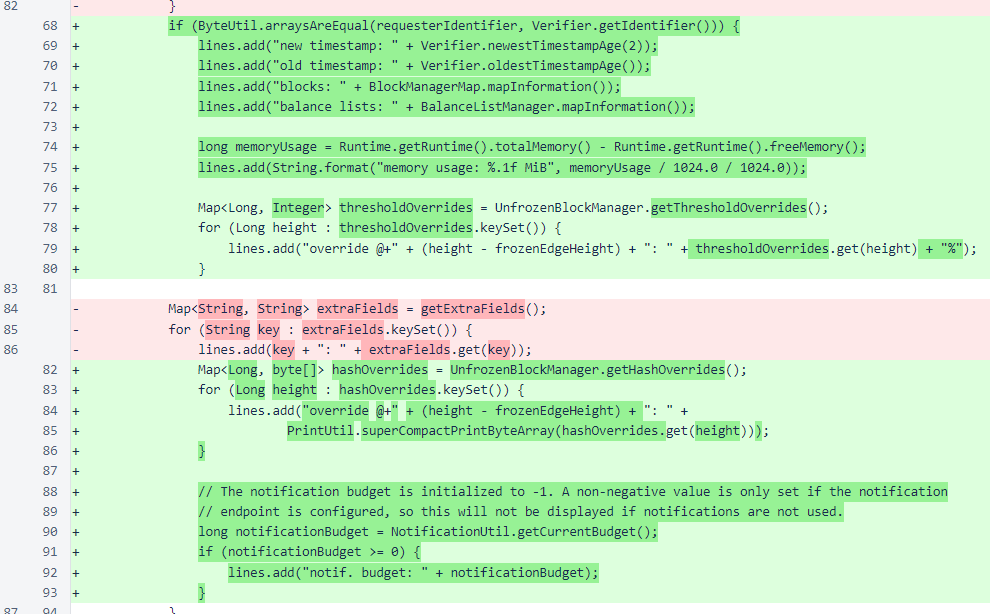 82 - }
68 + if (ByteUtil.arraysAreEqual(requesterIdentifier, Verifier.getIdentifier())) {
69 + lines.add("new timestamp: " + Verifier.newestTimestampAge(2));
70 + lines.add("old timestamp: " + Verifier.oldestTimestampAge());
71 + lines.add("blocks: " + BlockManagerMap.mapInformation());
72 + lines.add("balance lists: " + BalanceListManager.mapInformation());
73 +
74 + long memoryUsage = Runtime.getRuntime().totalMemory() - Runtime.getRuntime().freeMemory();
75 + lines.add(String.format("memory usage: %.1f MiB", memoryUsage / 1024.0 / 1024.0));
76 +
77 + Map<Long, Integer> thresholdOverrides = UnfrozenBlockManager.getThresholdOverrides();
78 + for (Long height : thresholdOverrides.keySet()) {
79 + lines.add("override @+" + (height - frozenEdgeHeight) + ": " + thresholdOverrides.get(height) + "%");
80 + }
83 81
84 - Map<String, String> extraFields = getExtraFields();
85 - for (String key : extraFields.keySet()) {
86 - lines.add(key + ": " + extraFields.get(key));
82 + Map<Long, byte[]> hashOverrides = UnfrozenBlockManager.getHashOverrides();
83 + for (Long height : hashOverrides.keySet()) {
84 + lines.add("override @+" + (height - frozenEdgeHeight) + ": " +
85 + PrintUtil.superCompactPrintByteArray(hashOverrides.get(height)));
86 + }
87 +
88 + // The notification budget is initialized to -1. A non-negative value is only set if the notification
89 + // endpoint is configured, so this will not be displayed if notifications are not used.
90 + long notificationBudget = NotificationUtil.getCurrentBudget();
91 + if (notificationBudget >= 0) {
92 + lines.add("notif. budget: " + notificationBudget);
93 + }
87 94 }